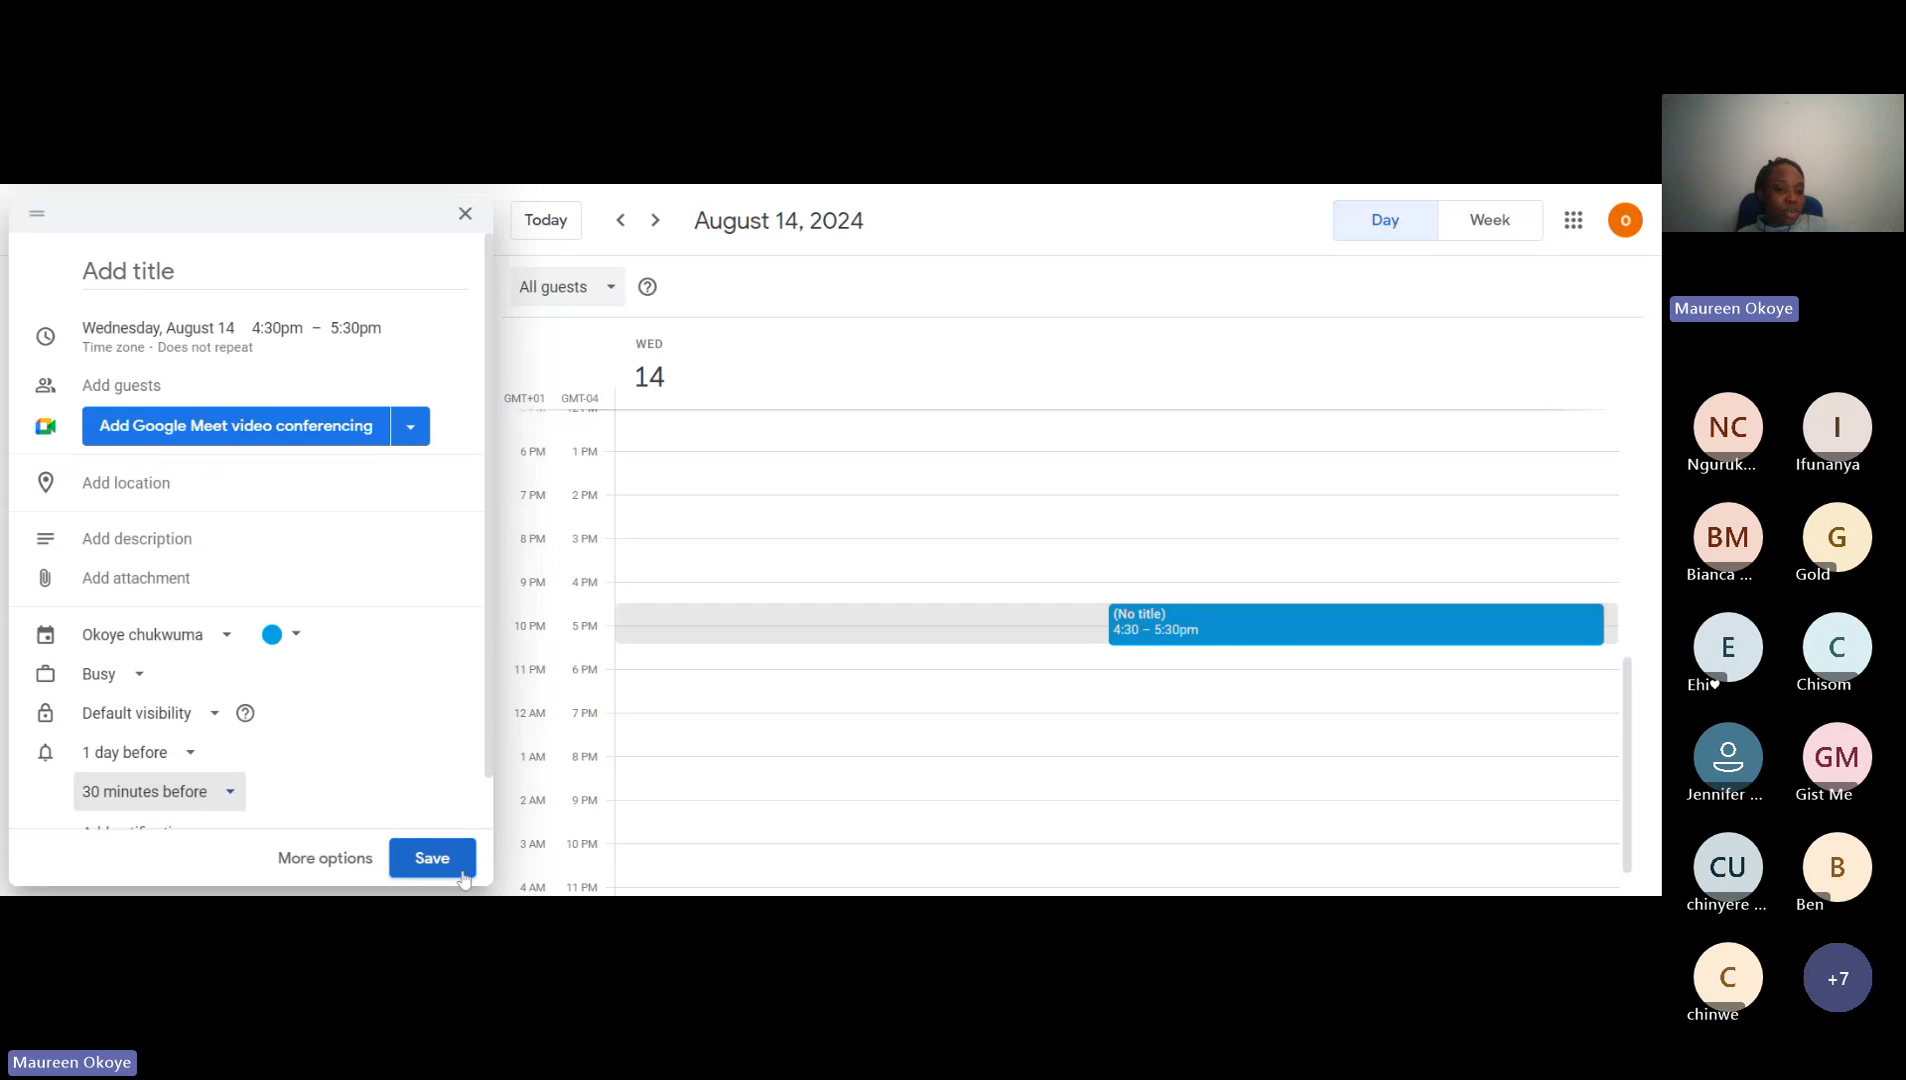 Add title
Wednesday, August 14 4:30pm – 5:30pm
Time zone · Does not repeat
Add guests
Add Google Meet video conferencing
Add location
Add description
Add attachment
Okoye chukwuma
Busy
Default visibility
1 day before
30 minutes before
More options
Save
Today
August 14, 2024
Day
Week
O
All guests
WED
14
GMT+01 GMT-04
6 PM 1 PM
7 PM 2 PM
8 PM 3 PM
9 PM 4 PM
10 PM 5 PM
11 PM 6 PM
12 AM 7 PM
1 AM 8 PM
2 AM 9 PM
3 AM 10 PM
4 AM 11 PM
(No title)
4:30 – 5:30pm
Maureen Okoye
NC
Nguruk...
I
Ifunanya
BM
Bianca ...
G
Gold
E
Ehi♥
C
Chisom
Jennifer ...
GM
Gist Me
CU
chinyere ...
B
Ben
C
chinwe
+7
Maureen Okoye